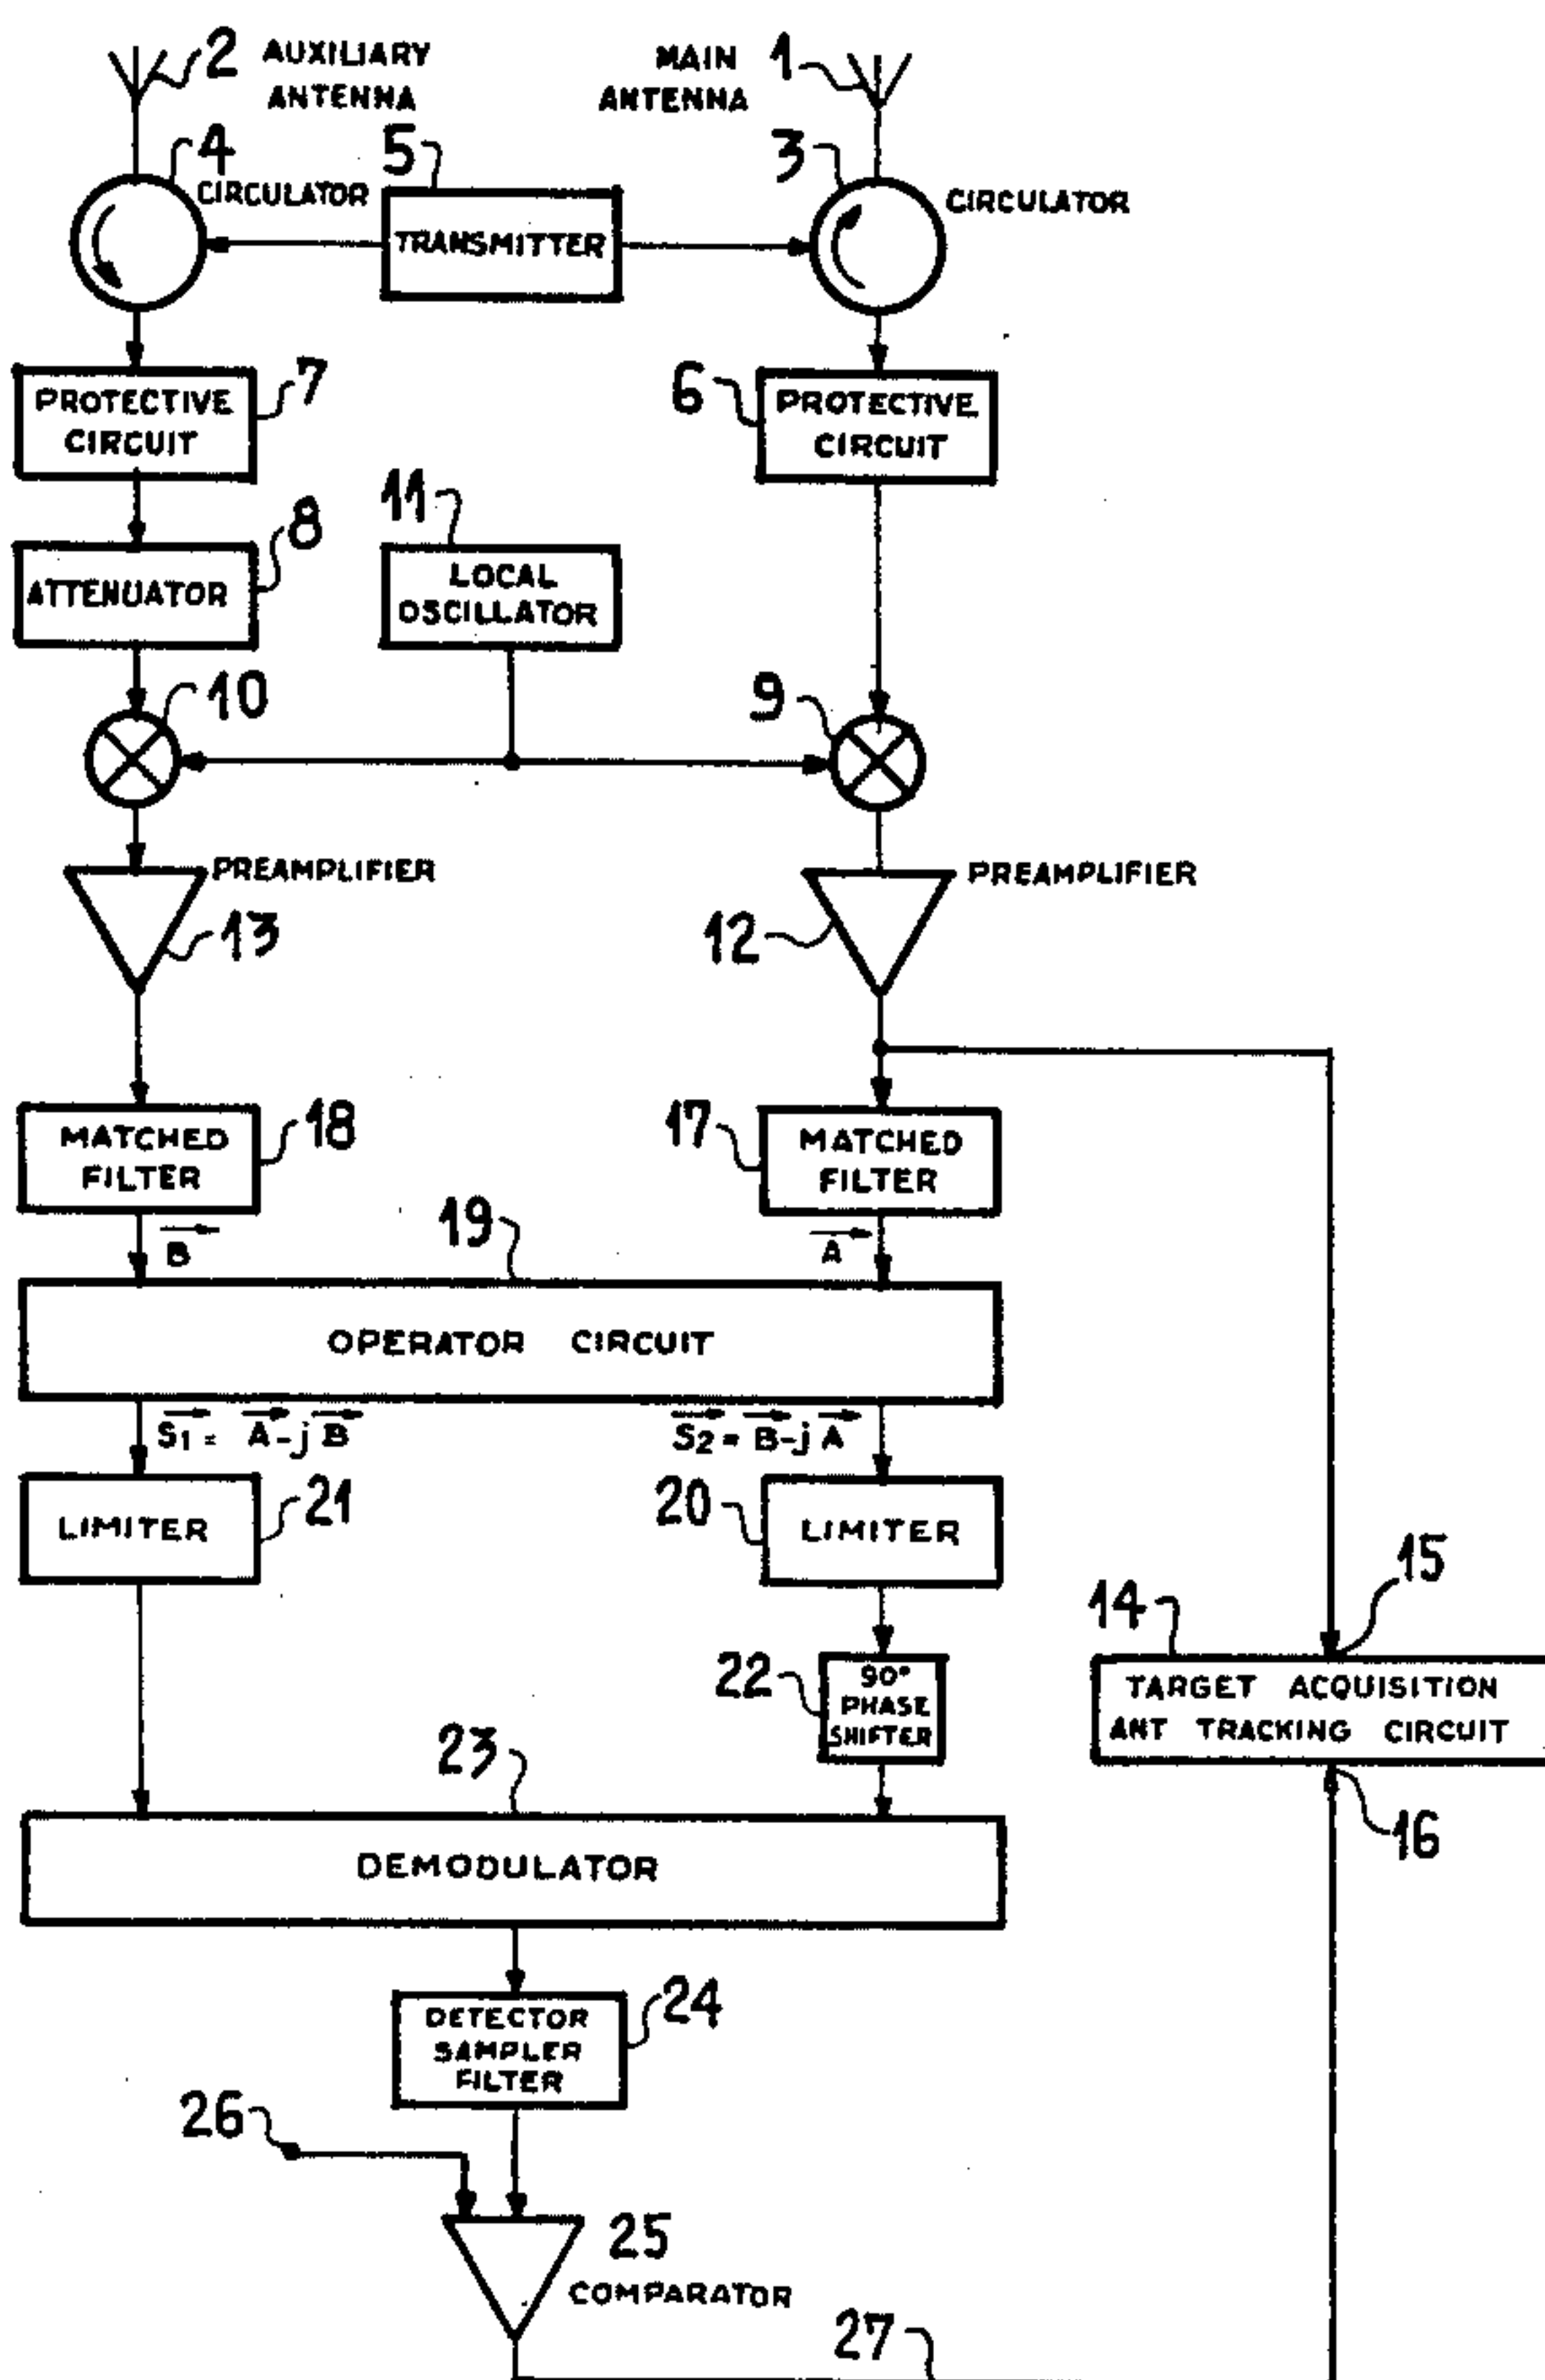 2 AUXILIARY
ANTENNA
MAIN 1
ANTENNA
4
CIRCULATOR
5
TRANSMITTER
3
CIRCULATOR
7
PROTECTIVE
CIRCUIT
6
PROTECTIVE
CIRCUIT
8
ATTENUATOR
11
LOCAL
OSCILLATOR
10
9
PREAMPLIFIER
13
PREAMPLIFIER
12
18
MATCHED
FILTER
17
MATCHED
FILTER
B
A
19
OPERATOR CIRCUIT
S1 = A-jB
S2 = B-jA
21
LIMITER
20
LIMITER
22
90°
PHASE
SHIFTER
14
15
TARGET ACQUISITION
ANT TRACKING CIRCUIT
16
23
DEMODULATOR
24
DETECTOR
SAMPLER
FILTER
26
25
COMPARATOR
27